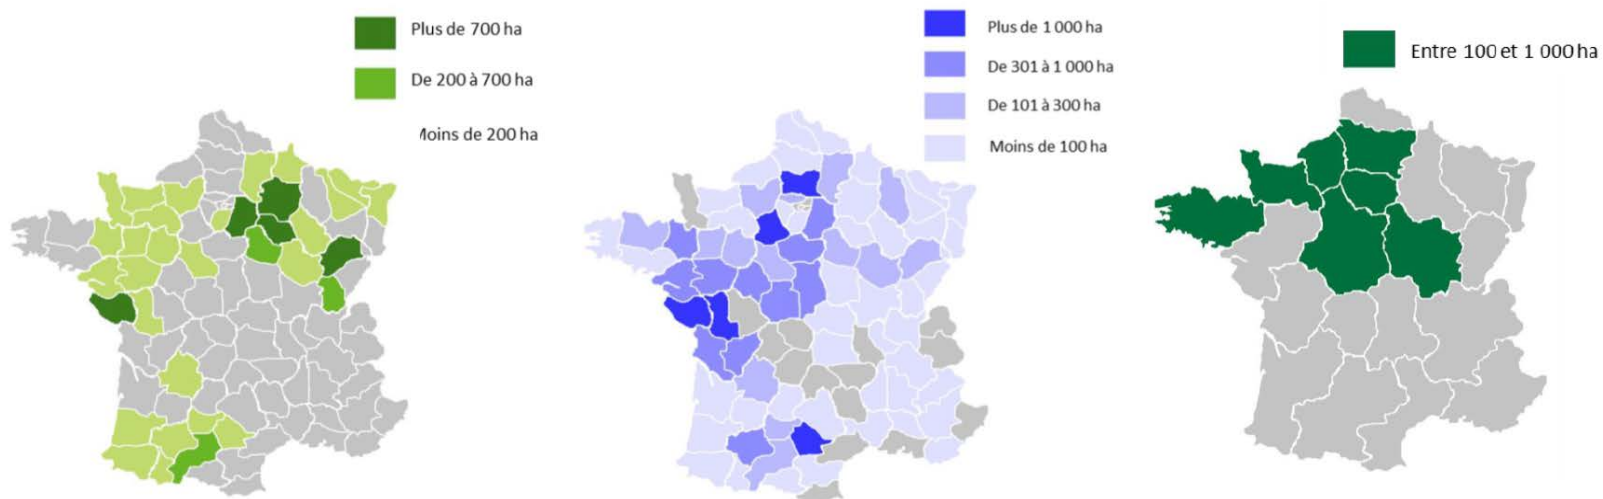 Plus de 700 ha
De 200 à 700 ha
Moins de 200 ha
Plus de 1 000 ha
De 301 à 1 000 ha
De 101 à 300 ha
Moins de 100 ha
Entre 100 et 1 000 ha